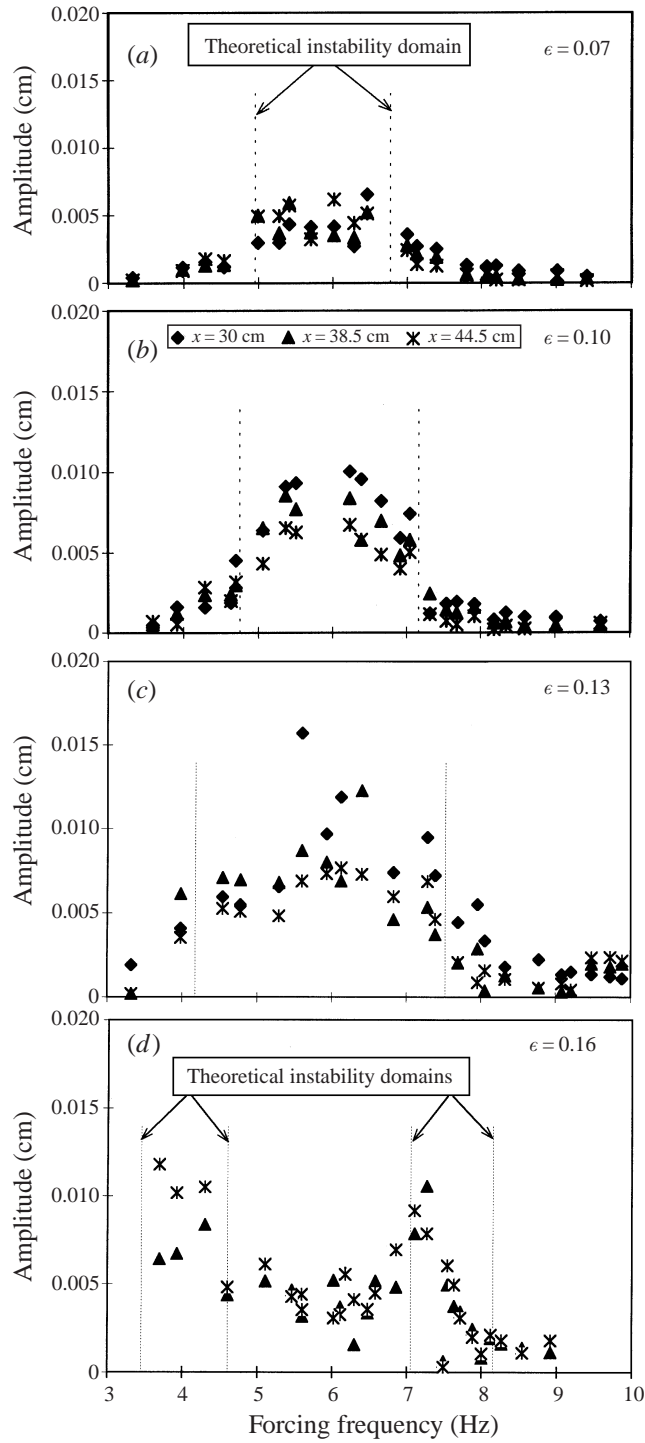 0.020
(a)
Theoretical instability domain
ϵ = 0.07
0.015
0.010
0.005
0
Amplitude (cm)
0.020
(b)
x = 30 cm x = 38.5 cm x = 44.5 cm
ϵ = 0.10
0.015
0.010
0.005
0
Amplitude (cm)
0.020
(c)
ϵ = 0.13
0.015
0.010
0.005
0
Amplitude (cm)
0.020
(d)
ϵ = 0.16
Theoretical instability domains
0.015
0.010
0.005
0
Amplitude (cm)
3 4 5 6 7 8 9 10
Forcing frequency (Hz)